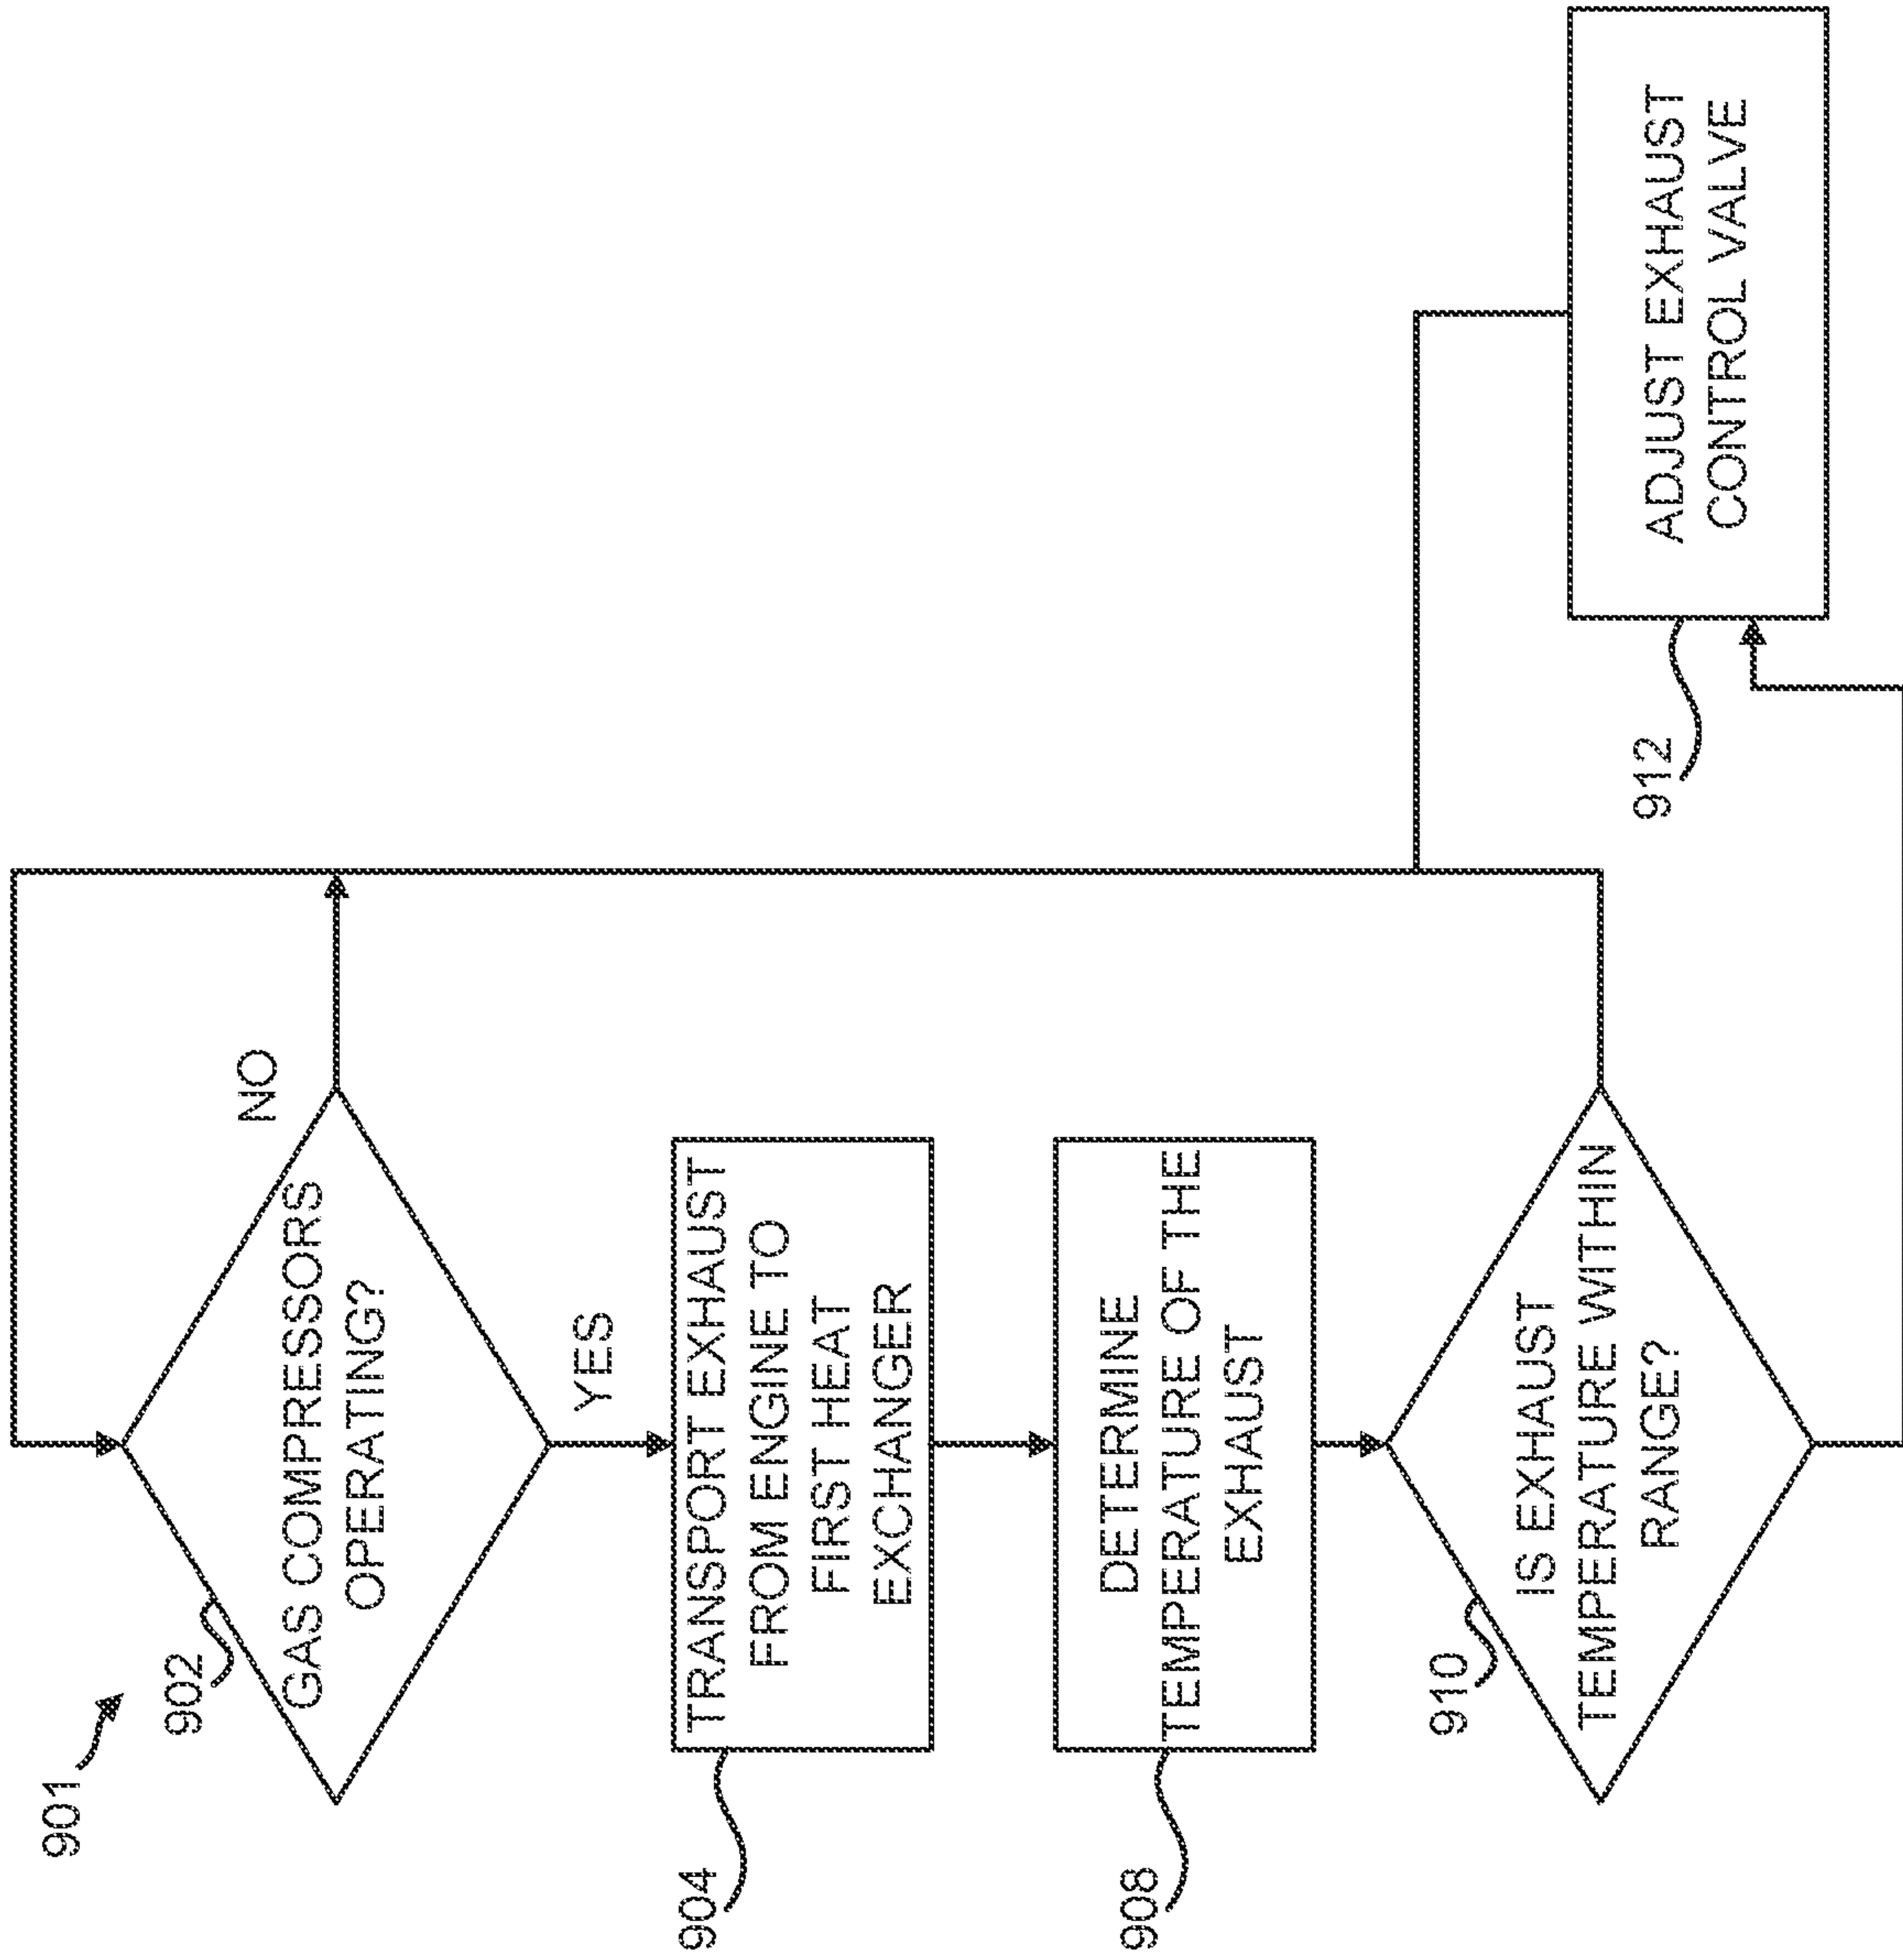 901
902
GAS COMPRESSORS
OPERATING?
NO
YES
904
TRANSPORT EXHAUST
FROM ENGINE TO
FIRST HEAT
EXCHANGER
908
DETERMINE
TEMPERATURE OF THE
EXHAUST
910
IS EXHAUST
TEMPERATURE WITHIN
RANGE?
912
ADJUST EXHAUST
CONTROL VALVE